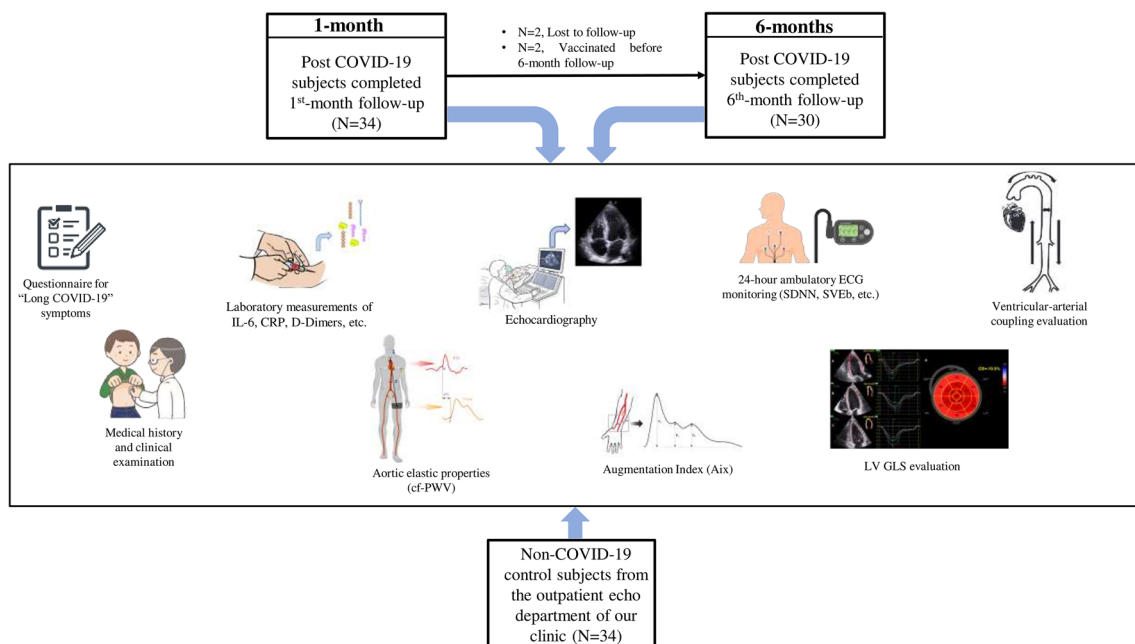 1-month
Post COVID-19
subjects completed
1st-month follow-up
(N=34)
• N=2, Lost to follow-up
• N=2, Vaccinated before
6-month follow-up
6-months
Post COVID-19
subjects completed
6th-month follow-up
(N=30)
Questionnaire for
“Long COVID-19”
symptoms
Laboratory measurements of
IL-6, CRP, D-Dimers, etc.
Echocardiography
24-hour ambulatory ECG
monitoring (SDNN, SVEb, etc.)
Ventricular-arterial
coupling evaluation
Medical history
and clinical
examination
Aortic elastic properties
(cf-PWV)
Augmentation Index (Aix)
LV GLS evaluation
Non-COVID-19
control subjects from
the outpatient echo
department of our
clinic (N=34)